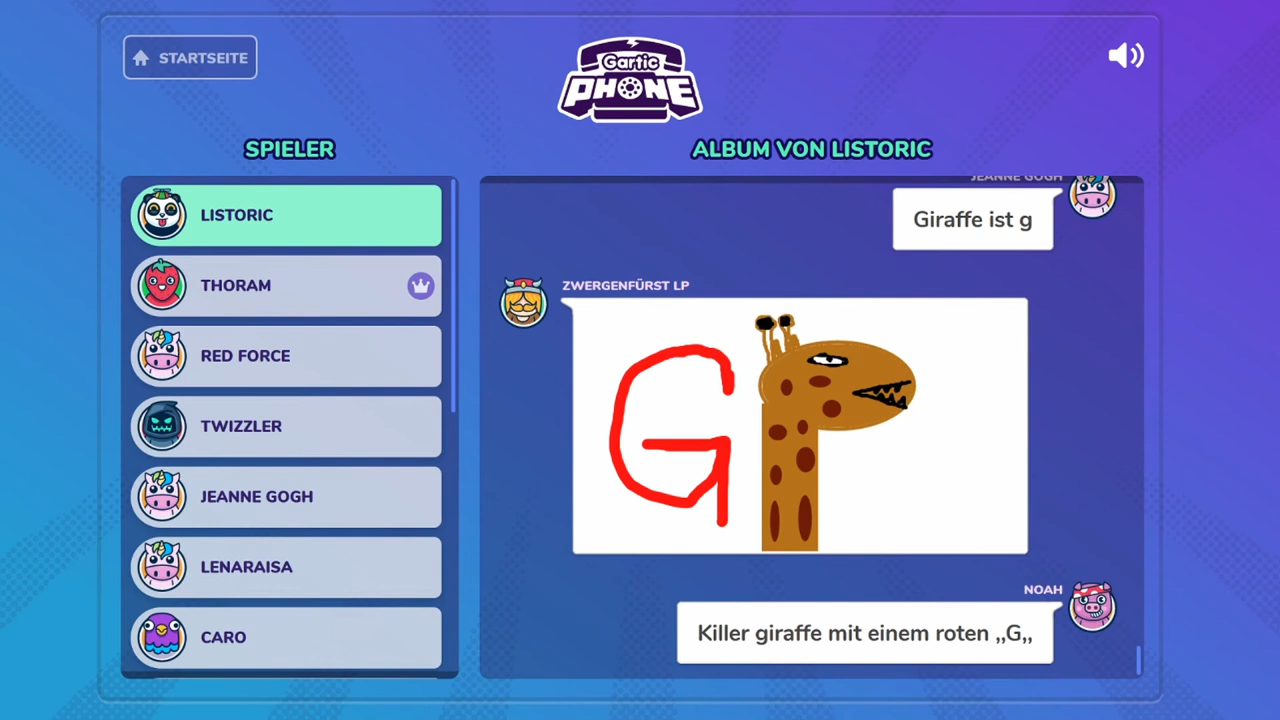 STARTSEITE
Gartic
PHONE
SPIELER
ALBUM VON LISTORIC
LISTORIC
THORAM
RED FORCE
TWIZZLER
JEANNE GOGH
LENARAISA
CARO
JEANNE GOGH
Giraffe ist g
ZWERGENFÜRST LP
G
NOAH
Killer giraffe mit einem roten ,,G,,